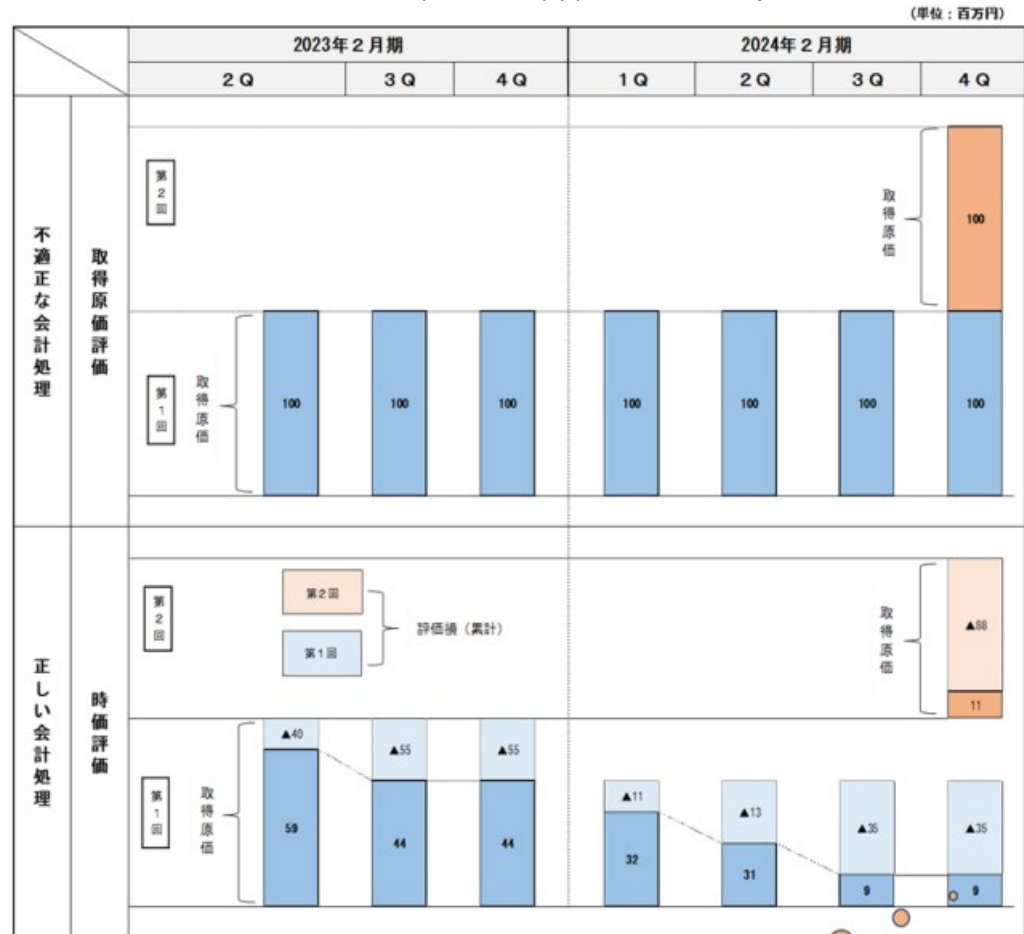 (単位：百万円)
2023年２月期
2024年２月期
２Ｑ
３Ｑ
４Ｑ
１Ｑ
２Ｑ
３Ｑ
４Ｑ
不適正な会計処理
取得原価評価
第２回
取得原価
100
第１回
取得原価
100
100
100
100
100
100
100
正しい会計処理
時価評価
第２回
第２回
第１回
評価損（累計）
取得原価
▲88
11
第１回
取得原価
▲40
59
▲55
44
▲55
44
▲11
32
▲13
31
▲35
9
▲35
9